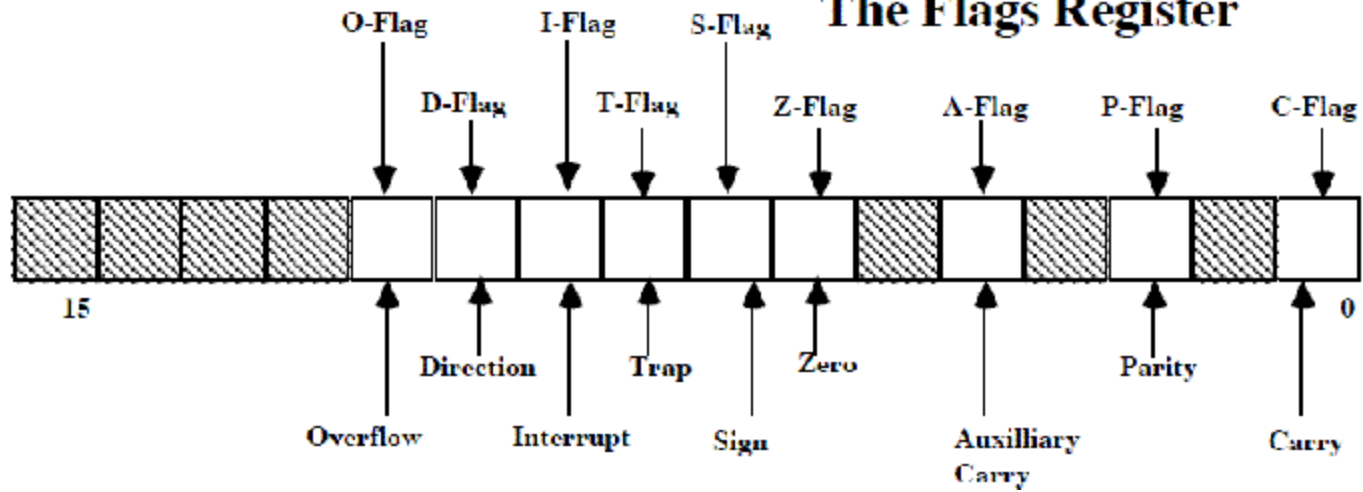 The Flags Register
O-Flag I-Flag S-Flag
D-Flag T-Flag Z-Flag A-Flag P-Flag C-Flag
15 0
Direction Trap Zero Parity
Overflow Interrupt Sign Auxilliary Carry
Carry